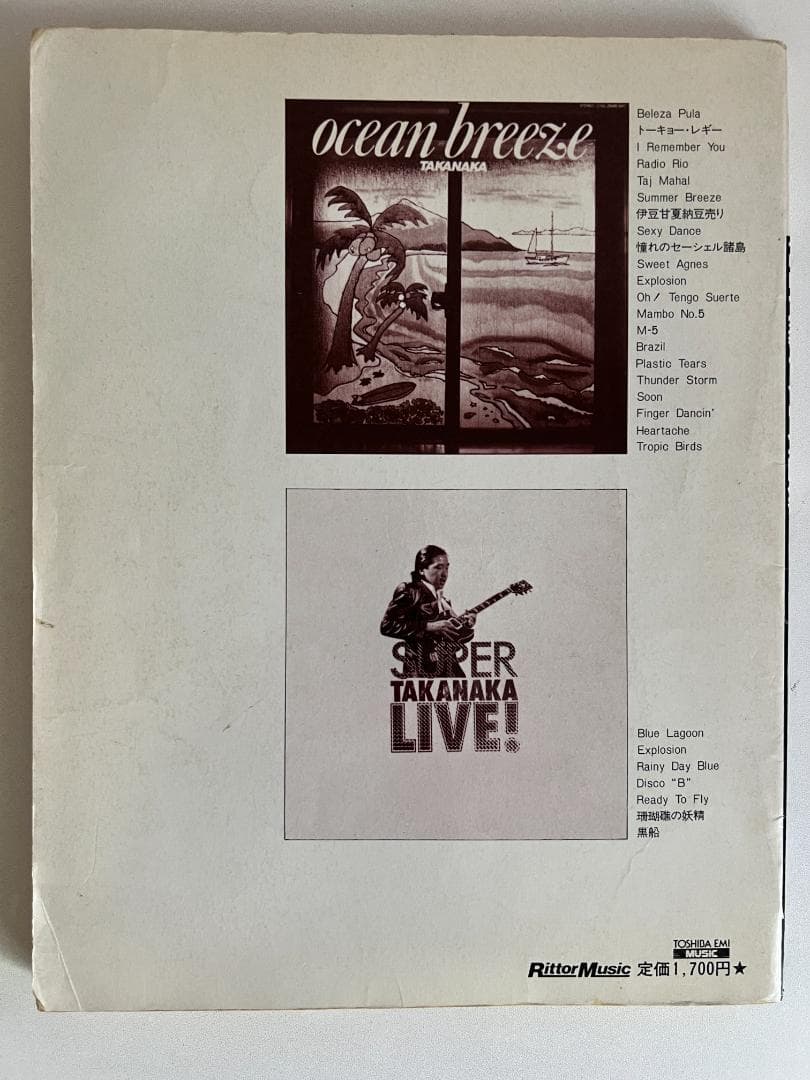 ocean breeze
TAKANAKA
Beleza Pula
トーキョー・レギー
I Remember You
Radio Rio
Taj Mahal
Summer Breeze
伊豆甘夏納豆売り
Sexy Dance
憧れのセーシェル諸島
Sweet Agnes
Explosion
Oh! Tengo Suerte
Mambo No.5
M-5
Brazil
Plastic Tears
Thunder Storm
Soon
Finger Dancin'
Heartache
Tropic Birds
SUPER
TAKANAKA
LIVE!
Blue Lagoon
Explosion
Rainy Day Blue
Disco "B"
Ready To Fly
珊瑚礁の妖精
黒船
TOSHIBA EMI
MUSIC
RittorMusic 定価1,700円★